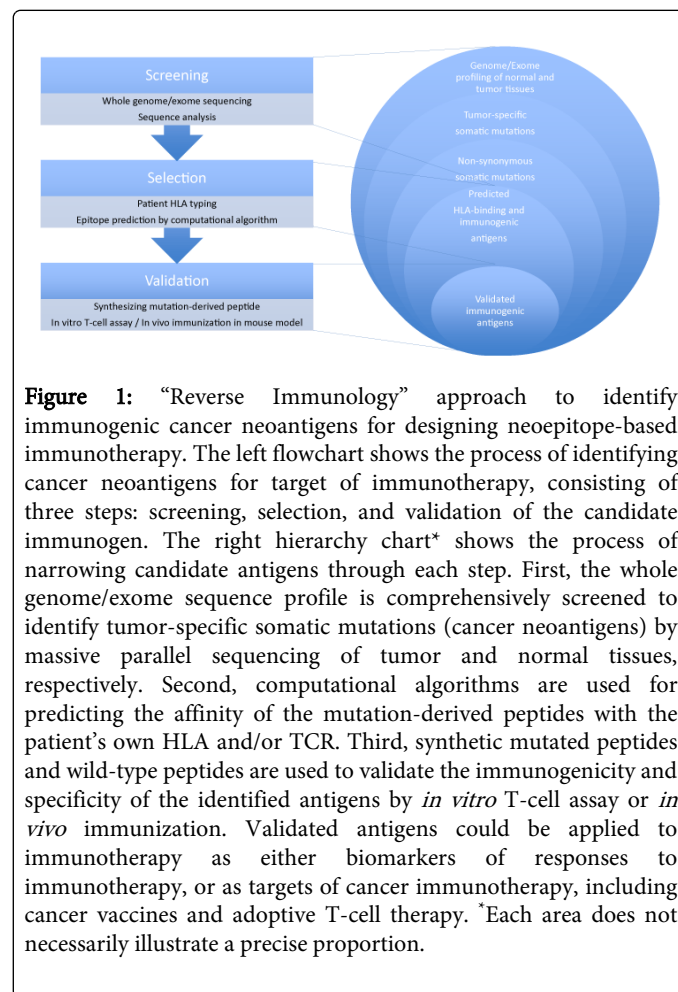 Screening
Whole genome/exome sequencing
Sequence analysis
Selection
Patient HLA typing
Epitope prediction by computational algorithm
Validation
Synthesizing mutation-derived peptide
In vitro T-cell assay / In vivo immunization in mouse model
Genome/Exome
profiling of normal and
tumor tissues
Tumor-specific
somatic mutations
Non-synonymous
somatic mutations
Predicted
HLA-binding and
immunogenic
antigens
Validated
immunogenic
antigens
Figure 1: “Reverse Immunology” approach to identify
immunogenic cancer neoantigens for designing neoepitope-based
immunotherapy. The left flowchart shows the process of identifying
cancer neoantigens for target of immunotherapy, consisting of
three steps: screening, selection, and validation of the candidate
immunogen. The right hierarchy chart* shows the process of
narrowing candidate antigens through each step. First, the whole
genome/exome sequence profile is comprehensively screened to
identify tumor-specific somatic mutations (cancer neoantigens) by
massive parallel sequencing of tumor and normal tissues,
respectively. Second, computational algorithms are used for
predicting the affinity of the mutation-derived peptides with the
patient’s own HLA and/or TCR. Third, synthetic mutated peptides
and wild-type peptides are used to validate the immunogenicity and
specificity of the identified antigens by in vitro T-cell assay or in
vivo immunization. Validated antigens could be applied to
immunotherapy as either biomarkers of responses to
immunotherapy, or as targets of cancer immunotherapy, including
cancer vaccines and adoptive T-cell therapy. *Each area does not
necessarily illustrate a precise proportion.